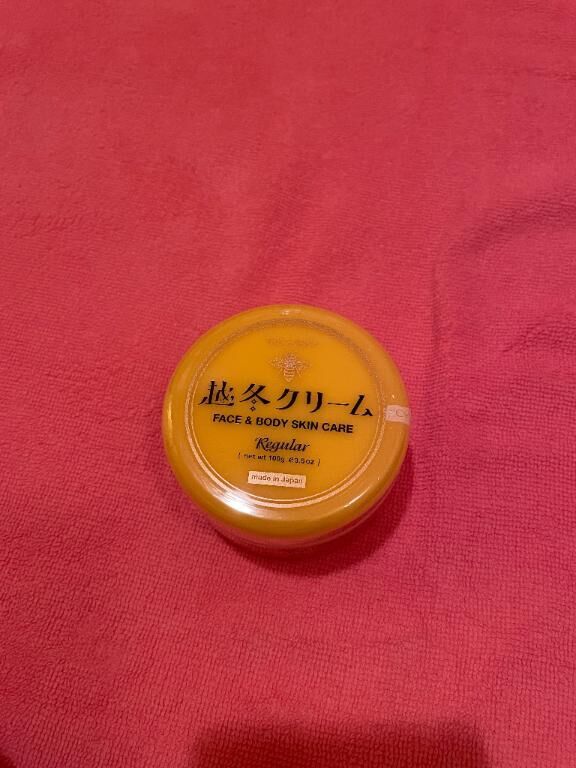 越冬クリーム
FACE & BODY SKIN CARE
Regular
( net wt 100g ℮3.5oz )
made in Japan